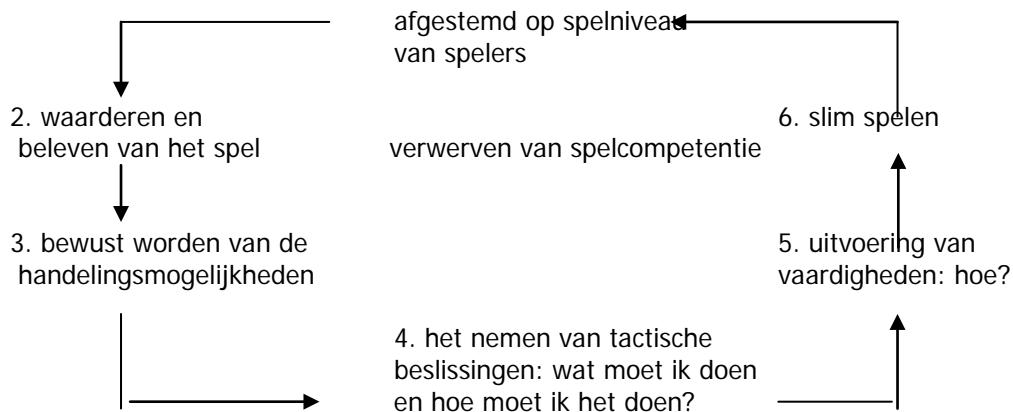 afgestemd op spelniveau
van spelers
2. waarderen en
beleven van het spel
verwerven van spelcompetentie
6. slim spelen
3. bewust worden van de
handelingsmogelijkheden
5. uitvoering van
vaardigheden: hoe?
4. het nemen van tactische
beslissingen: wat moet ik doen
en hoe moet ik het doen?